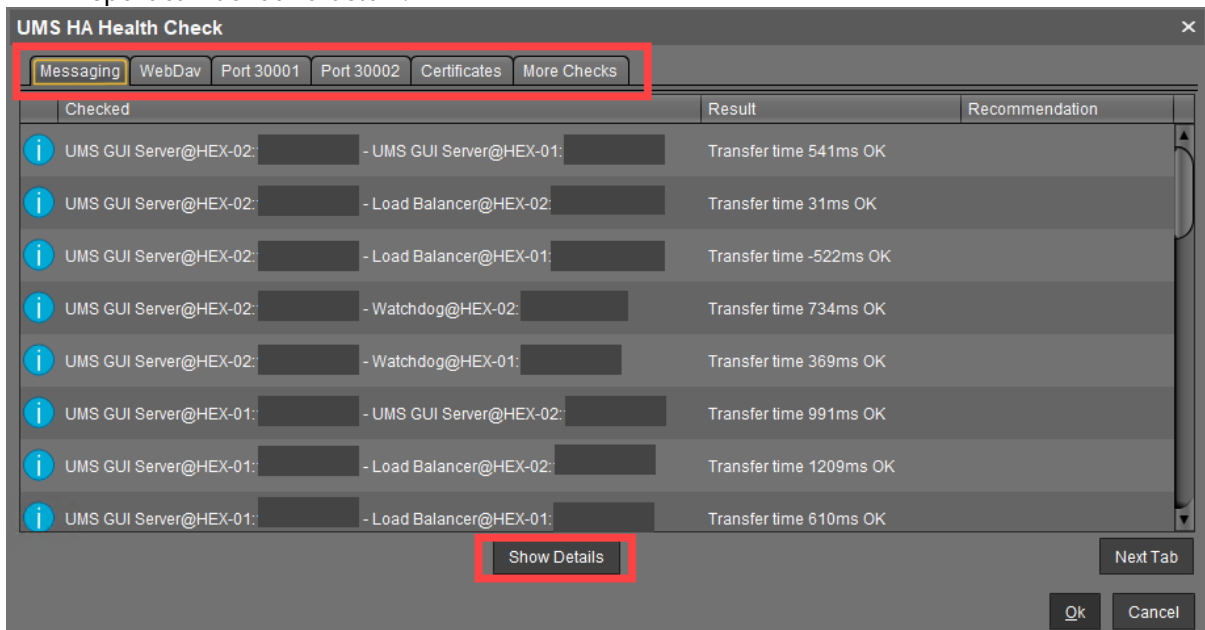 UMS HA Health Check
Messaging WebDav Port 30001 Port 30002 Certificates More Checks
Checked Result Recommendation
UMS GUI Server@HEX-02: - UMS GUI Server@HEX-01: Transfer time 541ms OK
UMS GUI Server@HEX-02: - Load Balancer@HEX-02: Transfer time 31ms OK
UMS GUI Server@HEX-02: - Load Balancer@HEX-01: Transfer time -522ms OK
UMS GUI Server@HEX-02: - Watchdog@HEX-02: Transfer time 734ms OK
UMS GUI Server@HEX-02: - Watchdog@HEX-01: Transfer time 369ms OK
UMS GUI Server@HEX-01: - UMS GUI Server@HEX-02: Transfer time 991ms OK
UMS GUI Server@HEX-01: - Load Balancer@HEX-02: Transfer time 1209ms OK
UMS GUI Server@HEX-01: - Load Balancer@HEX-01: Transfer time 610ms OK
Show Details Next Tab
Ok Cancel